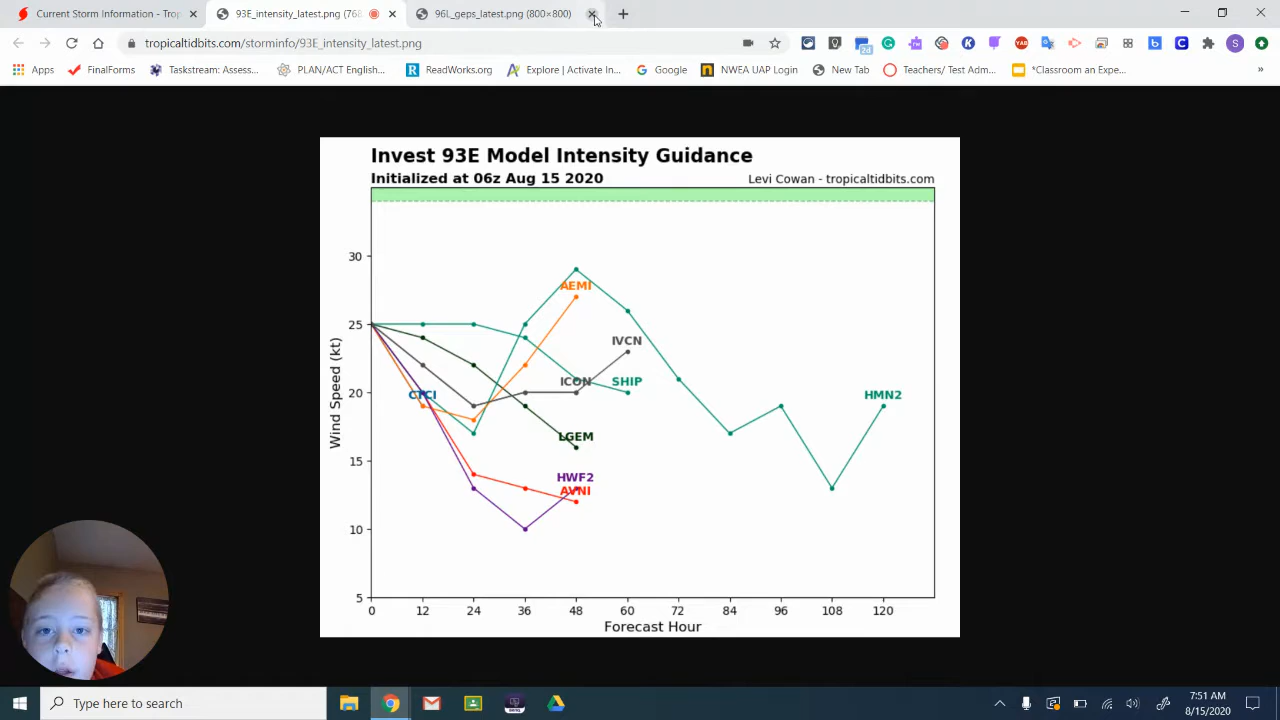 Current Storm Information - Trop
93E_intensity_latest.png (768
96L_geps_latest.png (800×800)
tropicaltidbits.com/storminfo/93E_intensity_latest.png
Apps
FinalForms
Taskstream: Assess...
PLAN, ACT English...
ReadWorks.org
Explore | Activate In...
Google
NWEA UAP Login
New Tab
Teachers/ Test Adm...
*Classroom an Expe...
»
Invest 93E Model Intensity Guidance
Initialized at 06z Aug 15 2020
Levi Cowan - tropicaltidbits.com
30
25
20
15
10
5
Wind Speed (kt)
AEMI
IVCN
ICON
SHIP
CTCI
HMN2
LGEM
HWF2
AVNI
0 12 24 36 48 60 72 84 96 108 120
Forecast Hour
Type here to search
7:51 AM
8/15/2020